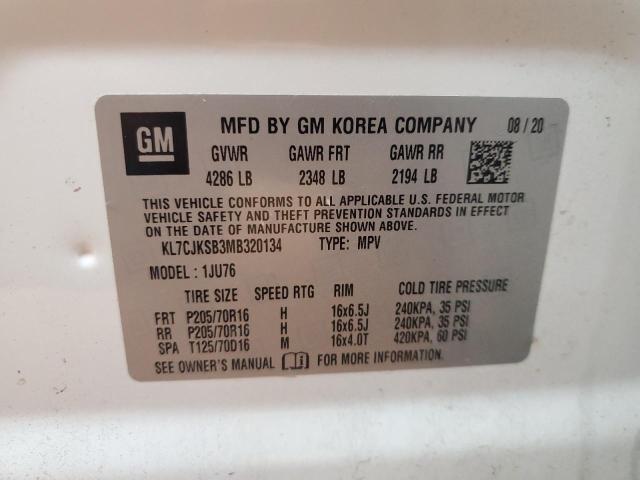 GM MFD BY GM KOREA COMPANY 08/20
GVWR GAWR FRT GAWR RR
4286 LB 2348 LB 2194 LB
THIS VEHICLE CONFORMS TO ALL APPLICABLE U.S. FEDERAL MOTOR
VEHICLE SAFETY AND THEFT PREVENTION STANDARDS IN EFFECT
ON THE DATE OF MANUFACTURE SHOWN ABOVE.
KL7CJKSB3MB320134 TYPE: MPV
MODEL: 1JU76
TIRE SIZE SPEED RTG RIM COLD TIRE PRESSURE
FRT P205/70R16 H 16x6.5J 240KPA, 35 PSI
RR P205/70R16 H 16x6.5J 240KPA, 35 PSI
SPA T125/70D16 M 16x4.0T 420KPA, 60 PSI
SEE OWNER'S MANUAL FOR MORE INFORMATION.